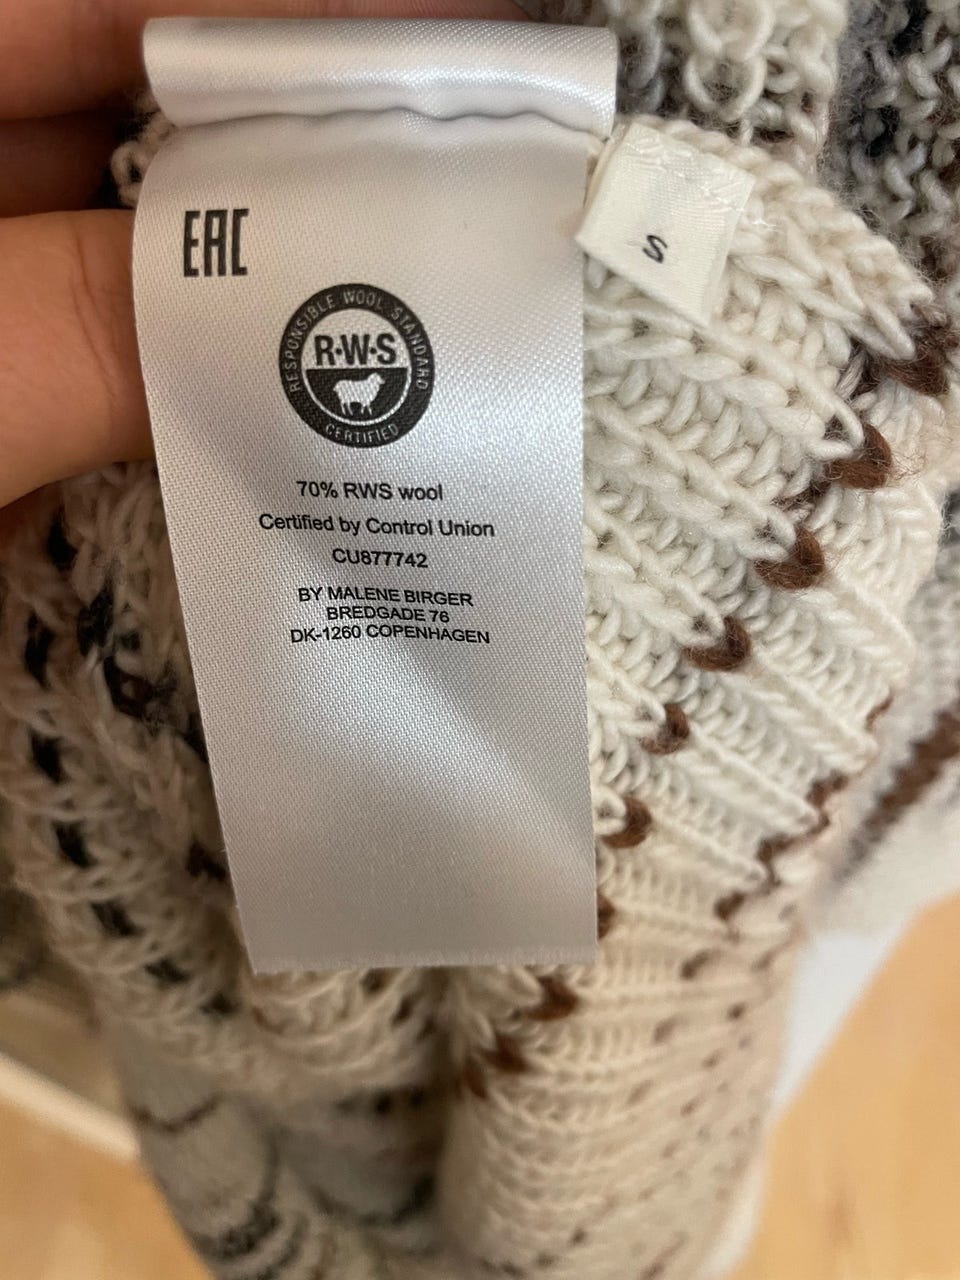 EAC
S
RESPONSIBLE WOOL STANDARD
R·W·S
CERTIFIED
70% RWS wool
Certified by Control Union
CU877742
BY MALENE BIRGER
BREDGADE 76
DK-1260 COPENHAGEN